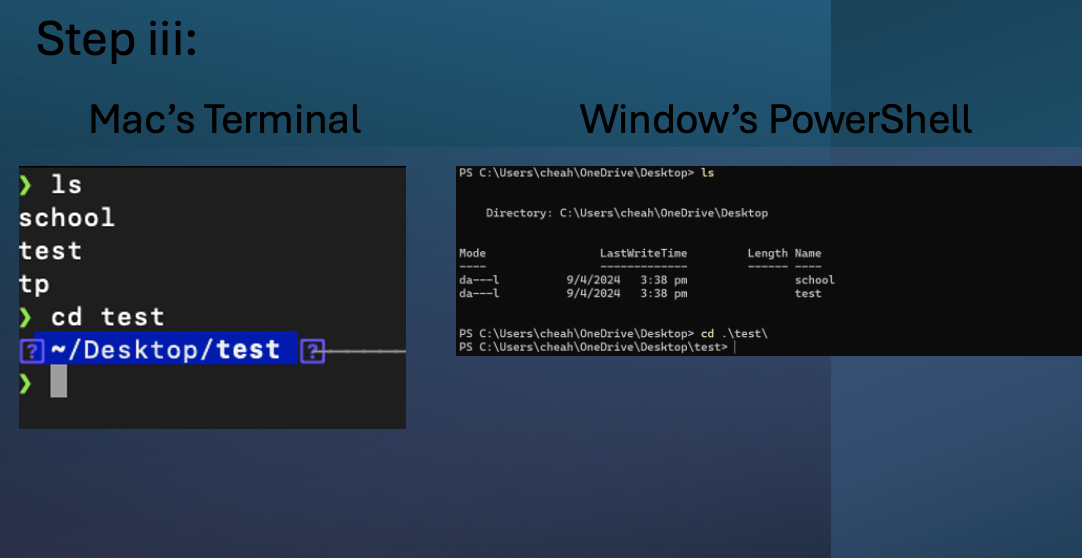 Step iii:
Mac’s Terminal
❯ ls
school
test
tp
❯ cd test
? ~/Desktop/test ?
❯
Window’s PowerShell
PS C:\Users\cheah\OneDrive\Desktop> ls
Directory: C:\Users\cheah\OneDrive\Desktop
Mode LastWriteTime Length Name
---- ------------- ------ ----
da---l 9/4/2024 3:38 pm school
da---l 9/4/2024 3:38 pm test
PS C:\Users\cheah\OneDrive\Desktop> cd .\test\
PS C:\Users\cheah\OneDrive\Desktop\test>